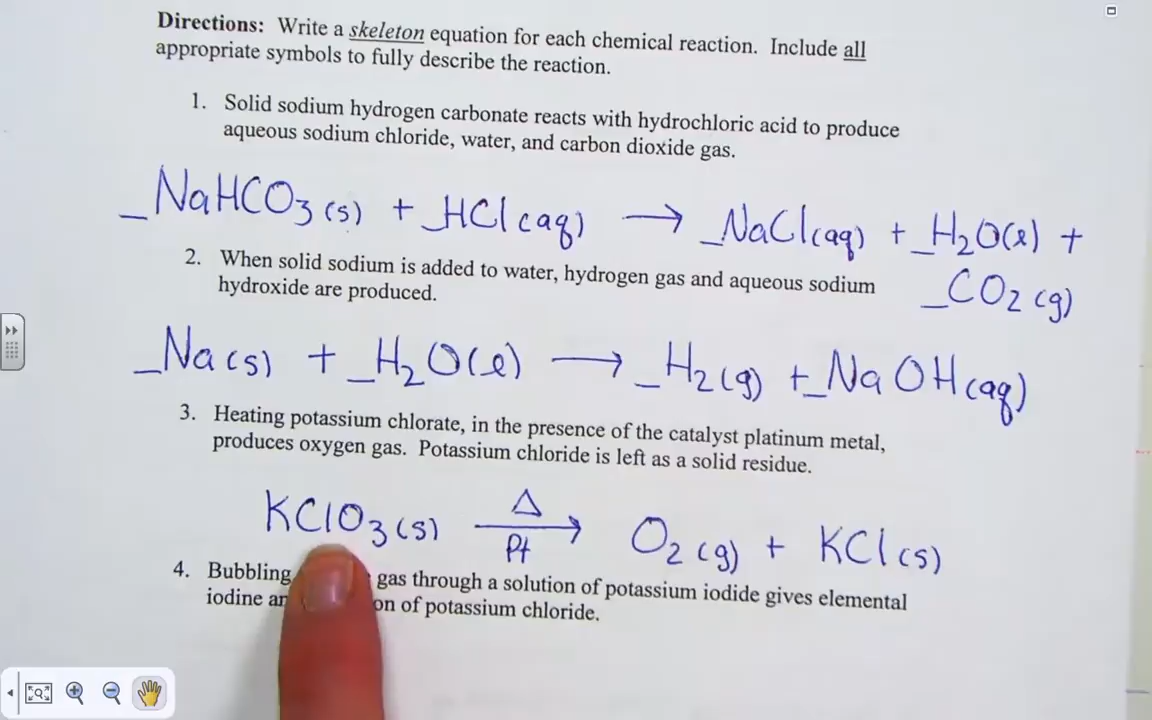 Directions: Write a skeleton equation for each chemical reaction. Include all
appropriate symbols to fully describe the reaction.
1. Solid sodium hydrogen carbonate reacts with hydrochloric acid to produce
aqueous sodium chloride, water, and carbon dioxide gas.
_NaHCO₃(s) + _HCl(aq) → _NaCl(aq) + _H₂O(l) +
_CO₂(g)
2. When solid sodium is added to water, hydrogen gas and aqueous sodium
hydroxide are produced.
_Na(s) + _H₂O(l) → _H₂(g) + _NaOH(aq)
3. Heating potassium chlorate, in the presence of the catalyst platinum metal,
produces oxygen gas. Potassium chloride is left as a solid residue.
Δ
KClO₃(s) → O₂(g) + KCl(s)
Pt
4. Bubbling gas through a solution of potassium iodide gives elemental
iodine of potassium chloride.